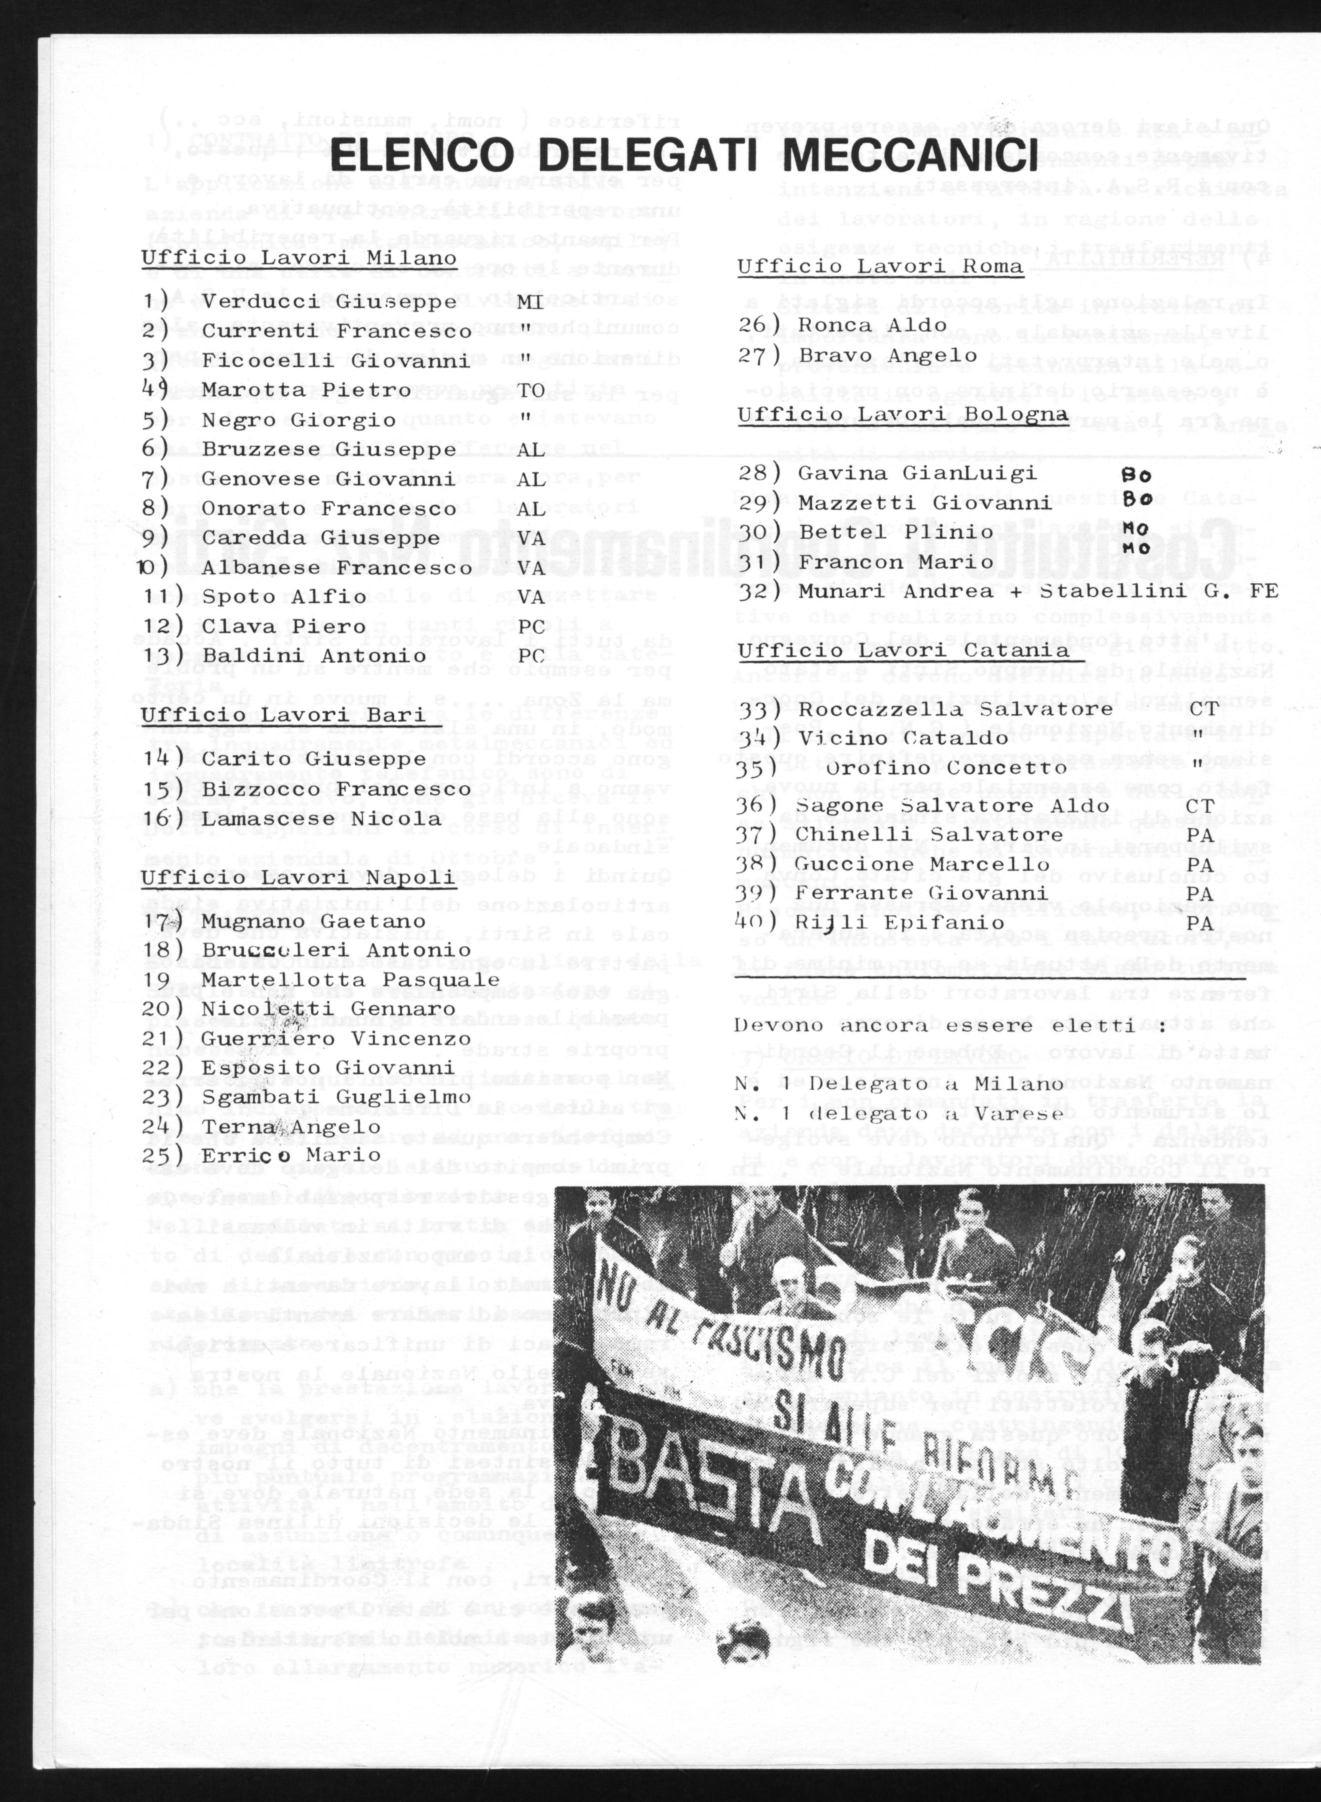 ELENCO DELEGATI MECCANICI
Ufficio Lavori Milano
1) Verducci Giuseppe MI
2) Currenti Francesco "
3) Ficocelli Giovanni "
4) Marotta Pietro TO
5) Negro Giorgio "
6) Bruzzese Giuseppe AL
7) Genovese Giovanni AL
8) Onorato Francesco AL
9) Caredda Giuseppe VA
10) Albanese Francesco VA
11) Spoto Alfio VA
12) Clava Piero PC
13) Baldini Antonio PC
Ufficio Lavori Bari
14) Carito Giuseppe
15) Bizzocco Francesco
16) Damascese Nicola
Ufficio Lavori Napoli
17) Mugnano Gaetano
18) Bruccoleri Antonio
19 Martellotta Pasquale
20) Nicoletti Gennaro
21) Guerriero Vincenzo
22) Esposito Giovanni
23) Sgambati Guglielmo
24) Terna Angelo
25) Errico Mario
Ufficio Lavori Roma
26) Ronca Aldo
27) Bravo Angelo
Ufficio Lavori Bologna
28) Gavina GianLuigi BO
29) Mazzetti Giovanni BO
30) Bettel Plinio MO
31) Francon Mario MO
32) Munari Andrea + Stabellini G. FE
Ufficio Lavori Catania
33) Roccazzella Salvatore CT
34) Vicino Cataldo "
35) Orofino Concetto "
36) Sagone Salvatore Aldo CT
37) Chinelli Salvatore PA
38) Guccione Marcello PA
39) Ferrante Giovanni PA
40) Rijli Epifanio PA
Devono ancora essere eletti :
N. 1 Delegato a Milano
N. 1 delegato a Varese
NO AL FASCISMO
SI ALLE RIFORME
BASTA
CON L'AUMENTO
DEI PREZZI